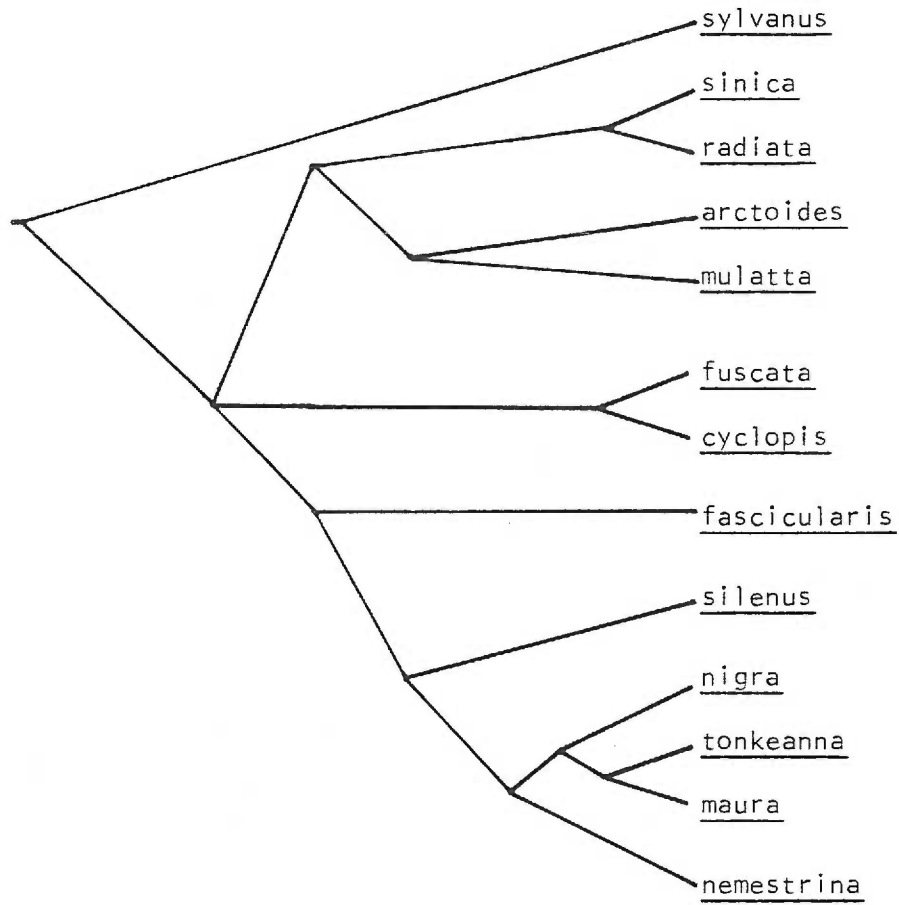 sylvanus
sinica
radiata
arctoides
mulatta
fuscata
cyclopis
fascicularis
silenus
nigra
tonkeanna
maura
nemestrina